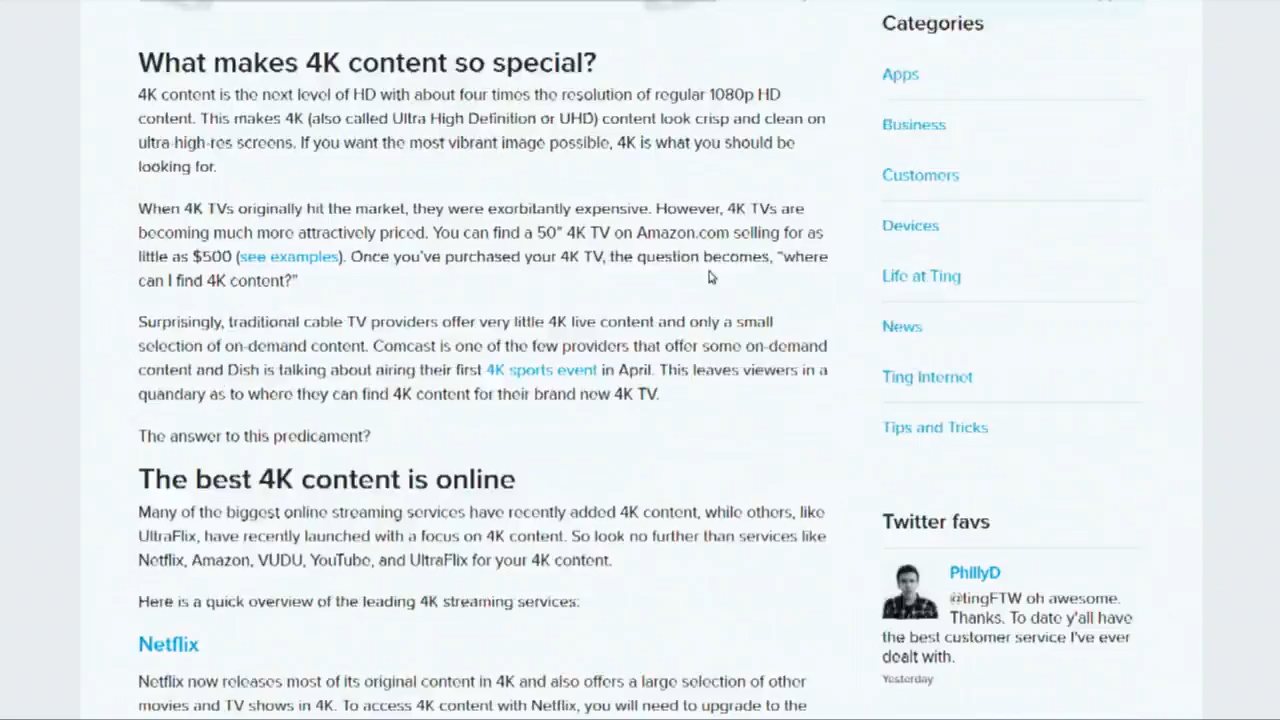 What makes 4K content so special?
4K content is the next level of HD with about four times the resolution of regular 1080p HD
content. This makes 4K (also called Ultra High Definition or UHD) content look crisp and clean on
ultra-high-res screens. If you want the most vibrant image possible, 4K is what you should be
looking for.
When 4K TVs originally hit the market, they were exorbitantly expensive. However, 4K TVs are
becoming much more attractively priced. You can find a 50" 4K TV on Amazon.com selling for as
little as $500 (see examples). Once you've purchased your 4K TV, the question becomes, "where
can I find 4K content?"
Surprisingly, traditional cable TV providers offer very little 4K live content and only a small
selection of on-demand content. Comcast is one of the few providers that offer some on-demand
content and Dish is talking about airing their first 4K sports event in April. This leaves viewers in a
quandary as to where they can find 4K content for their brand new 4K TV.
The answer to this predicament?
The best 4K content is online
Many of the biggest online streaming services have recently added 4K content, while others, like
UltraFlix, have recently launched with a focus on 4K content. So look no further than services like
Netflix, Amazon, VUDU, YouTube, and UltraFlix for your 4K content.
Here is a quick overview of the leading 4K streaming services:
Netflix
Netflix now releases most of its original content in 4K and also offers a large selection of other
movies and TV shows in 4K. To access 4K content with Netflix, you will need to upgrade to the
Categories
Apps
Business
Customers
Devices
Life at Ting
News
Ting Internet
Tips and Tricks
Twitter favs
PhillyD
@tingFTW oh awesome.
Thanks. To date y'all have
the best customer service I've ever
dealt with.
Yesterday